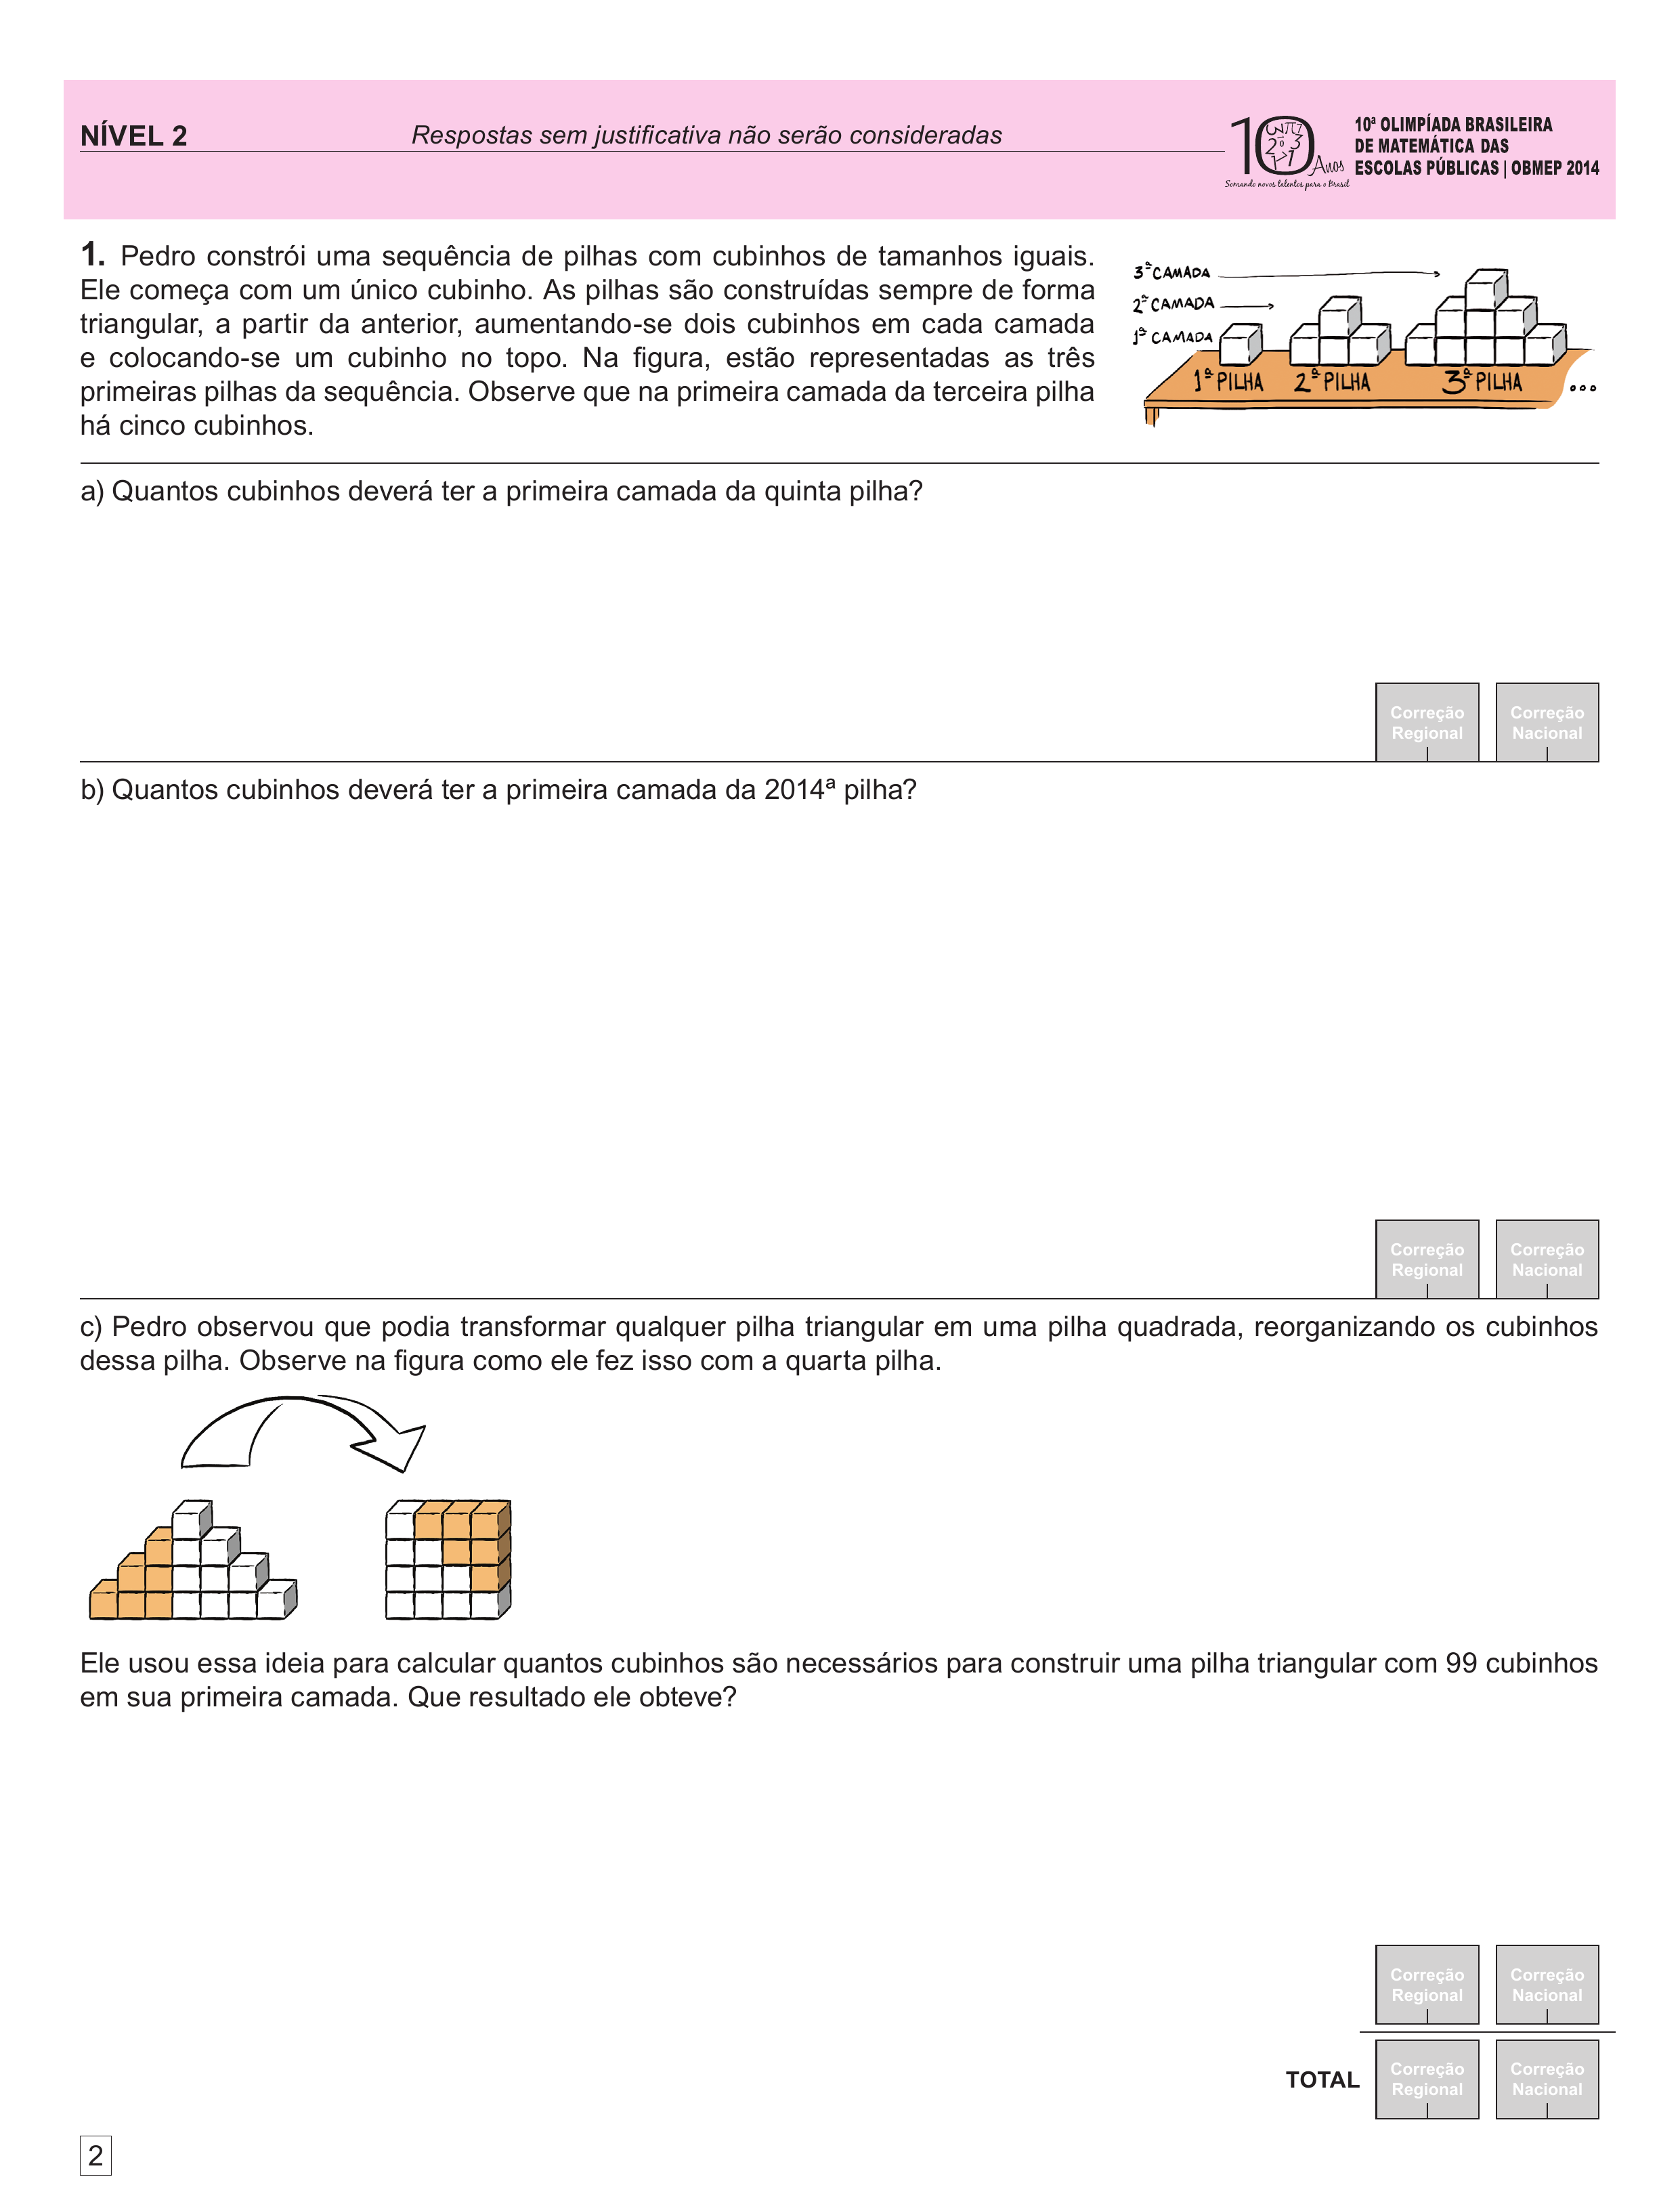 NÍVEL 2
Respostas sem justificativa não serão consideradas
10 Anos
Somando novos talentos para o Brasil
10ª OLIMPÍADA BRASILEIRA
DE MATEMÁTICA DAS
ESCOLAS PÚBLICAS | OBMEP 2014
1. Pedro constrói uma sequência de pilhas com cubinhos de tamanhos iguais.
Ele começa com um único cubinho. As pilhas são construídas sempre de forma
triangular, a partir da anterior, aumentando-se dois cubinhos em cada camada
e colocando-se um cubinho no topo. Na figura, estão representadas as três
primeiras pilhas da sequência. Observe que na primeira camada da terceira pilha
há cinco cubinhos.
3ª CAMADA
2ª CAMADA
1ª CAMADA
1ª PILHA 2ª PILHA 3ª PILHA ...
a) Quantos cubinhos deverá ter a primeira camada da quinta pilha?
Correção
Regional
Correção
Nacional
b) Quantos cubinhos deverá ter a primeira camada da 2014ª pilha?
Correção
Regional
Correção
Nacional
c) Pedro observou que podia transformar qualquer pilha triangular em uma pilha quadrada, reorganizando os cubinhos
dessa pilha. Observe na figura como ele fez isso com a quarta pilha.
Ele usou essa ideia para calcular quantos cubinhos são necessários para construir uma pilha triangular com 99 cubinhos
em sua primeira camada. Que resultado ele obteve?
Correção
Regional
Correção
Nacional
TOTAL
Correção
Regional
Correção
Nacional
2